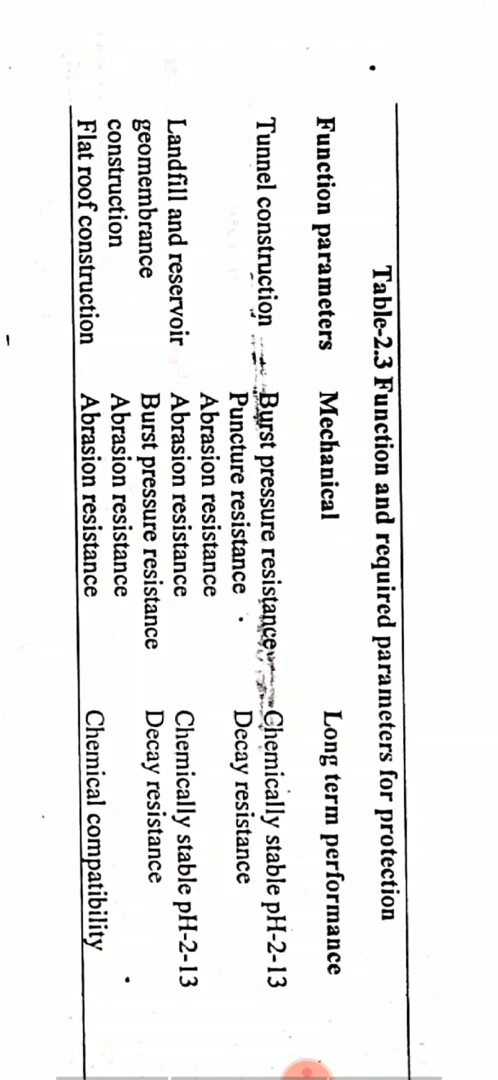 Table-2.3 Function and required parameters for protection
Function parameters Mechanical Long term performance
Tunnel construction Burst pressure resistance Chemically stable pH-2-13
Puncture resistance Decay resistance
Abrasion resistance
Landfill and reservoir Abrasion resistance Chemically stable pH-2-13
geomembrance Burst pressure resistance Decay resistance
construction Abrasion resistance
Flat roof construction Abrasion resistance Chemical compatibility